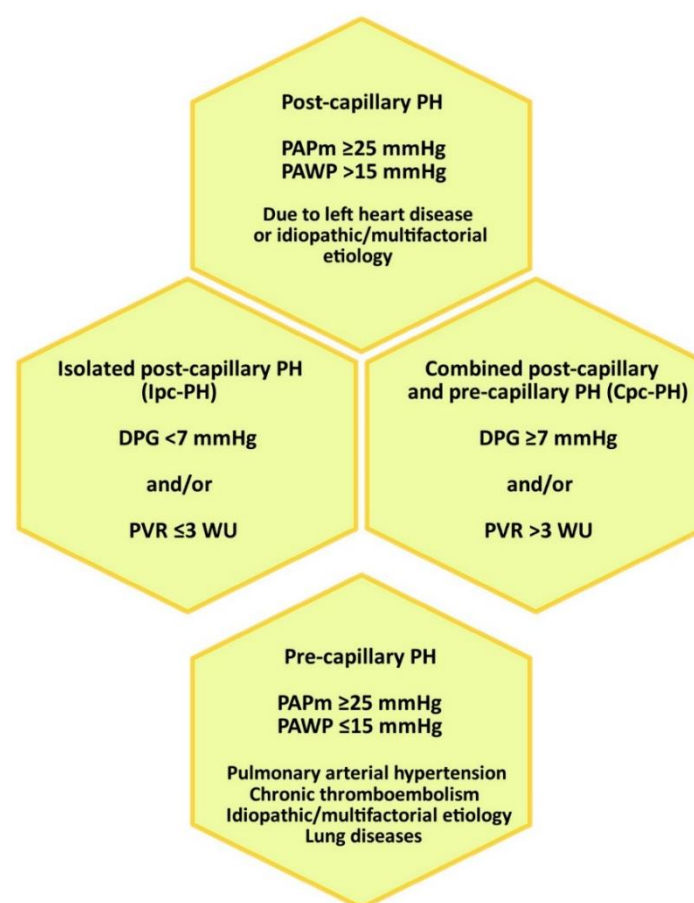 Post-capillary PH
PAPm ≥25 mmHg
PAWP >15 mmHg
Due to left heart disease
or idiopathic/multifactorial
etiology
Isolated post-capillary PH
(Ipc-PH)
DPG <7 mmHg
and/or
PVR ≤3 WU
Combined post-capillary
and pre-capillary PH (Cpc-PH)
DPG ≥7 mmHg
and/or
PVR >3 WU
Pre-capillary PH
PAPm ≥25 mmHg
PAWP ≤15 mmHg
Pulmonary arterial hypertension
Chronic thromboembolism
Idiopathic/multifactorial etiology
Lung diseases